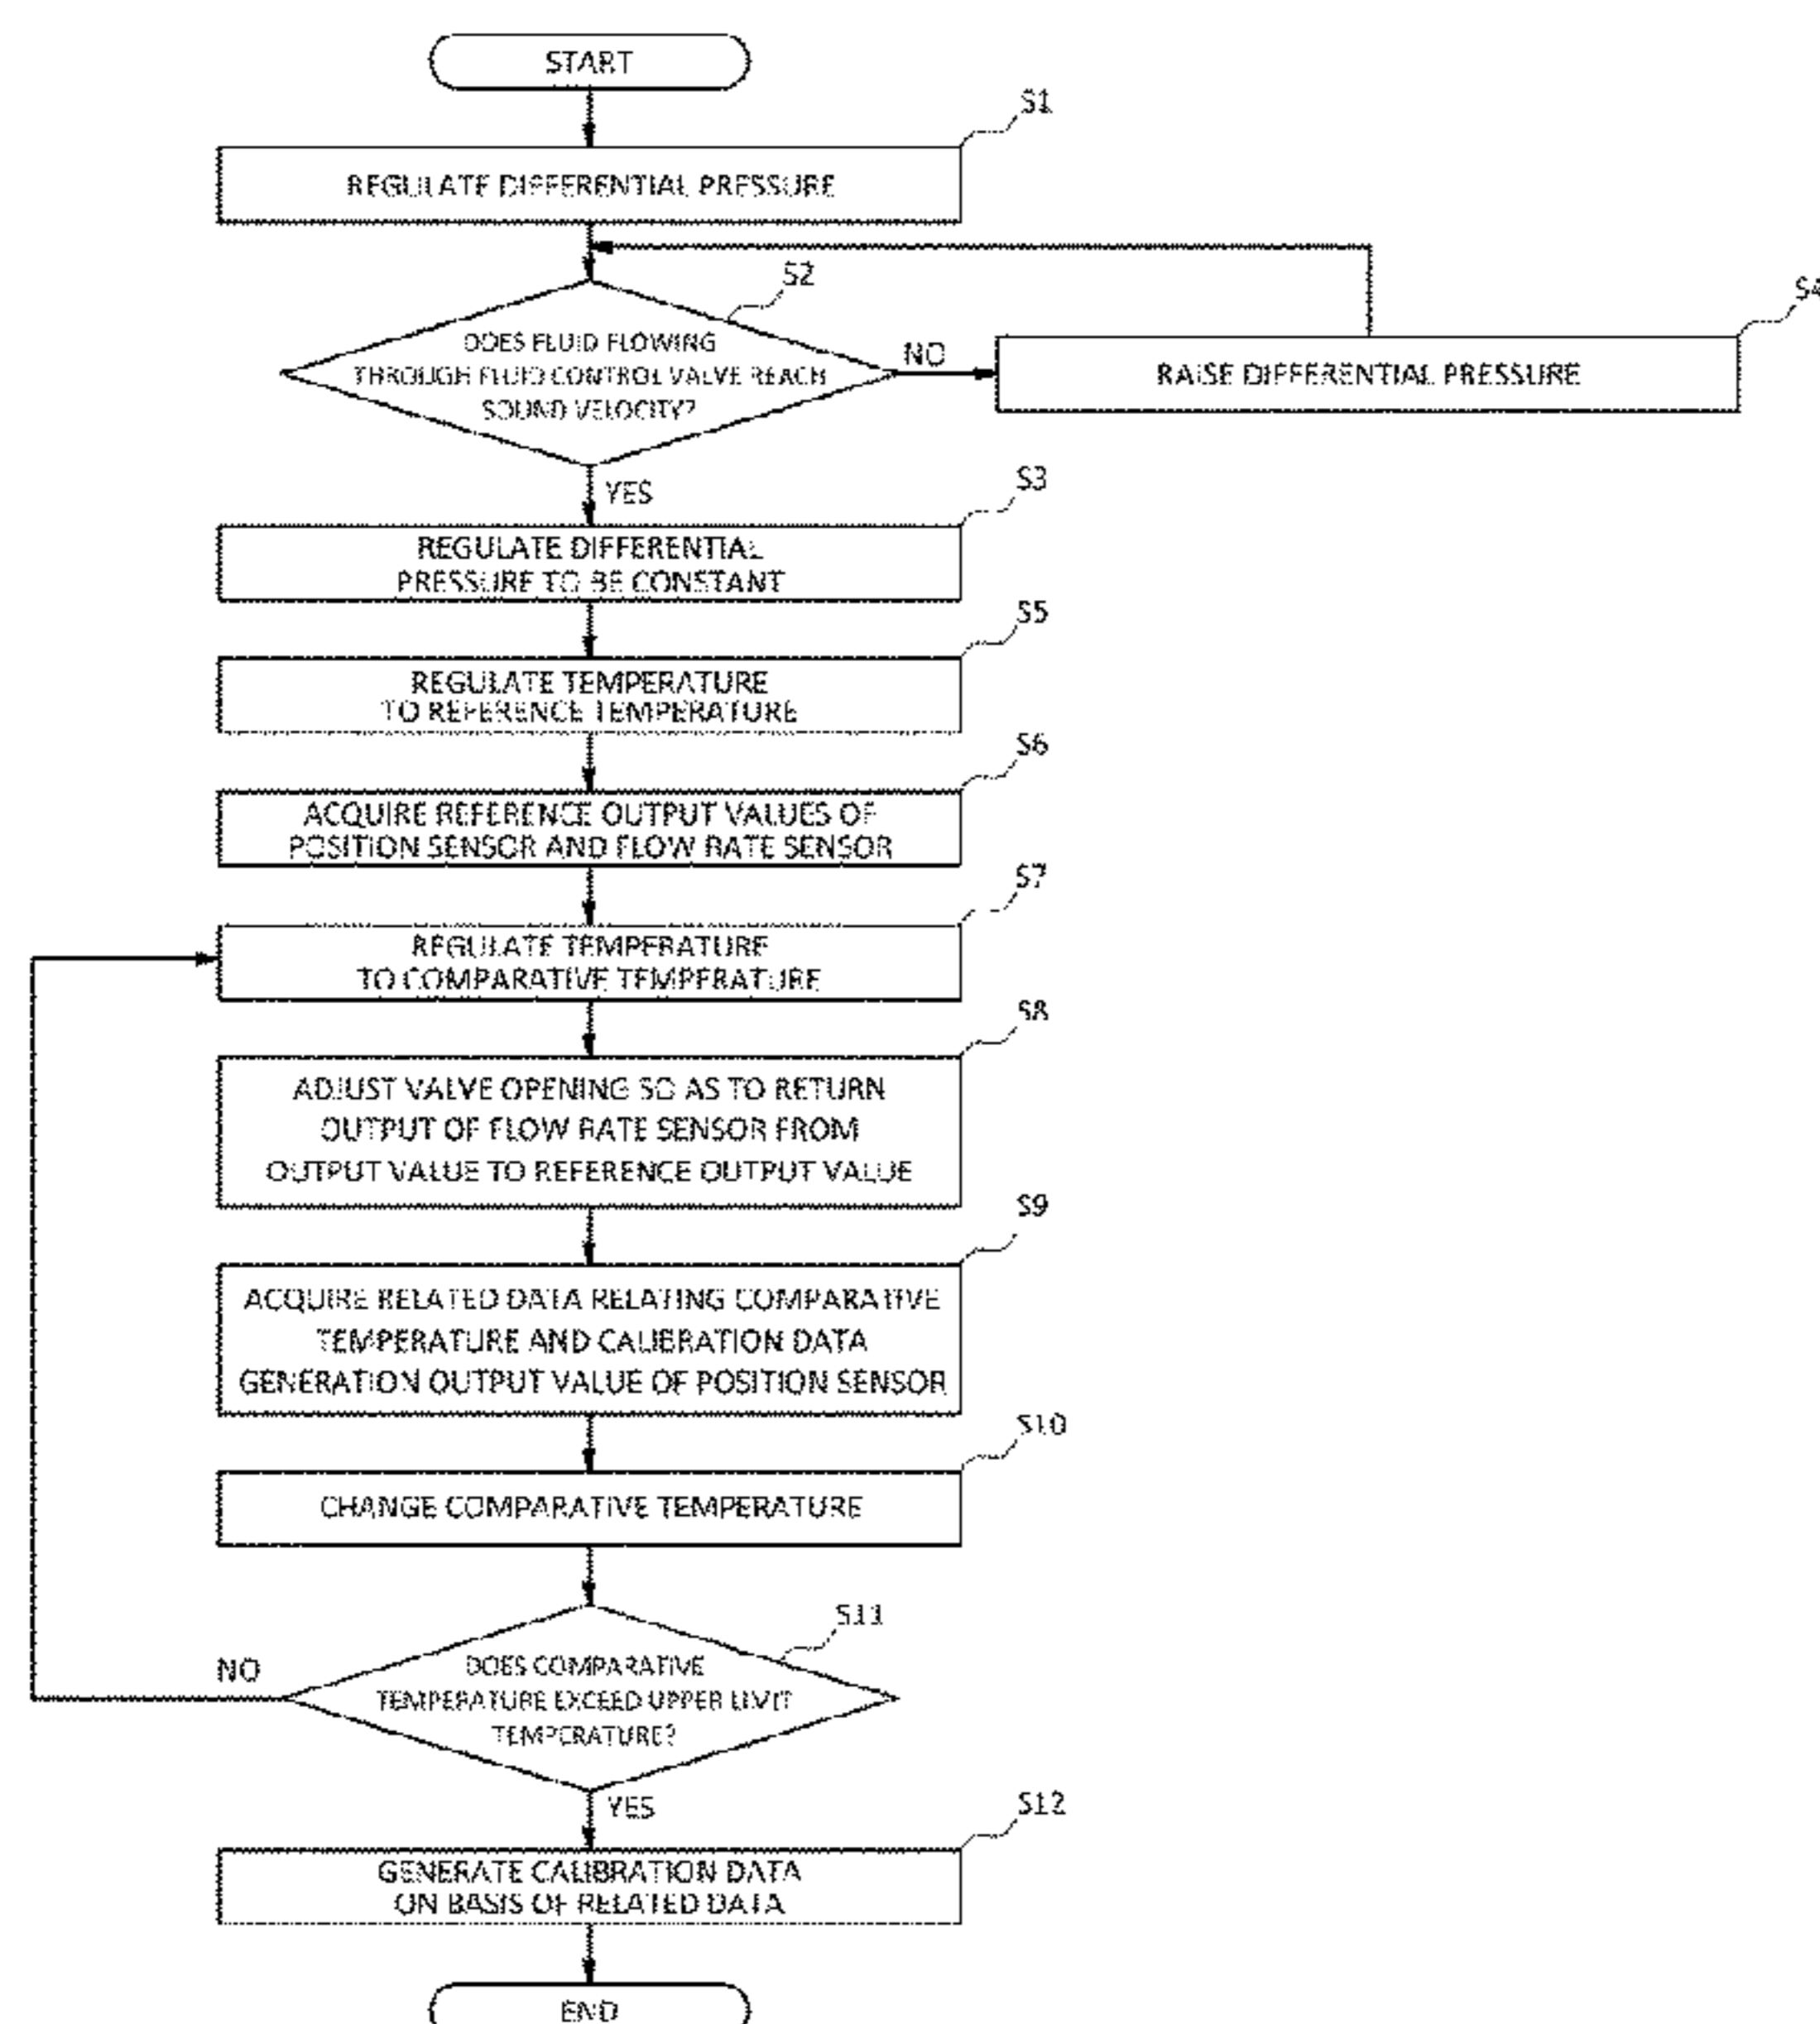 START
S1
REGULATE DIFFERENTIAL PRESSURE
S2
DOES FLUID FLOWING
THROUGH FLUID CONTROL VALVE REACH
SOUND VELOCITY?
NO
S4
RAISE DIFFERENTIAL PRESSURE
YES
S3
REGULATE DIFFERENTIAL
PRESSURE TO BE CONSTANT
S5
REGULATE TEMPERATURE
TO REFERENCE TEMPERATURE
S6
ACQUIRE REFERENCE OUTPUT VALUES OF
POSITION SENSOR AND FLOW RATE SENSOR
S7
REGULATE TEMPERATURE
TO COMPARATIVE TEMPERATURE
S8
ADJUST VALVE OPENING SO AS TO RETURN
OUTPUT OF FLOW RATE SENSOR FROM
OUTPUT VALUE TO REFERENCE OUTPUT VALUE
S9
ACQUIRE RELATED DATA RELATING COMPARATIVE
TEMPERATURE AND CALIBRATION DATA
GENERATION OUTPUT VALUE OF POSITION SENSOR
S10
CHANGE COMPARATIVE TEMPERATURE
S11
DOES COMPARATIVE
TEMPERATURE EXCEED UPPER LIMIT
TEMPERATURE?
NO
YES
S12
GENERATE CALIBRATION DATA
ON BASIS OF RELATED DATA
END